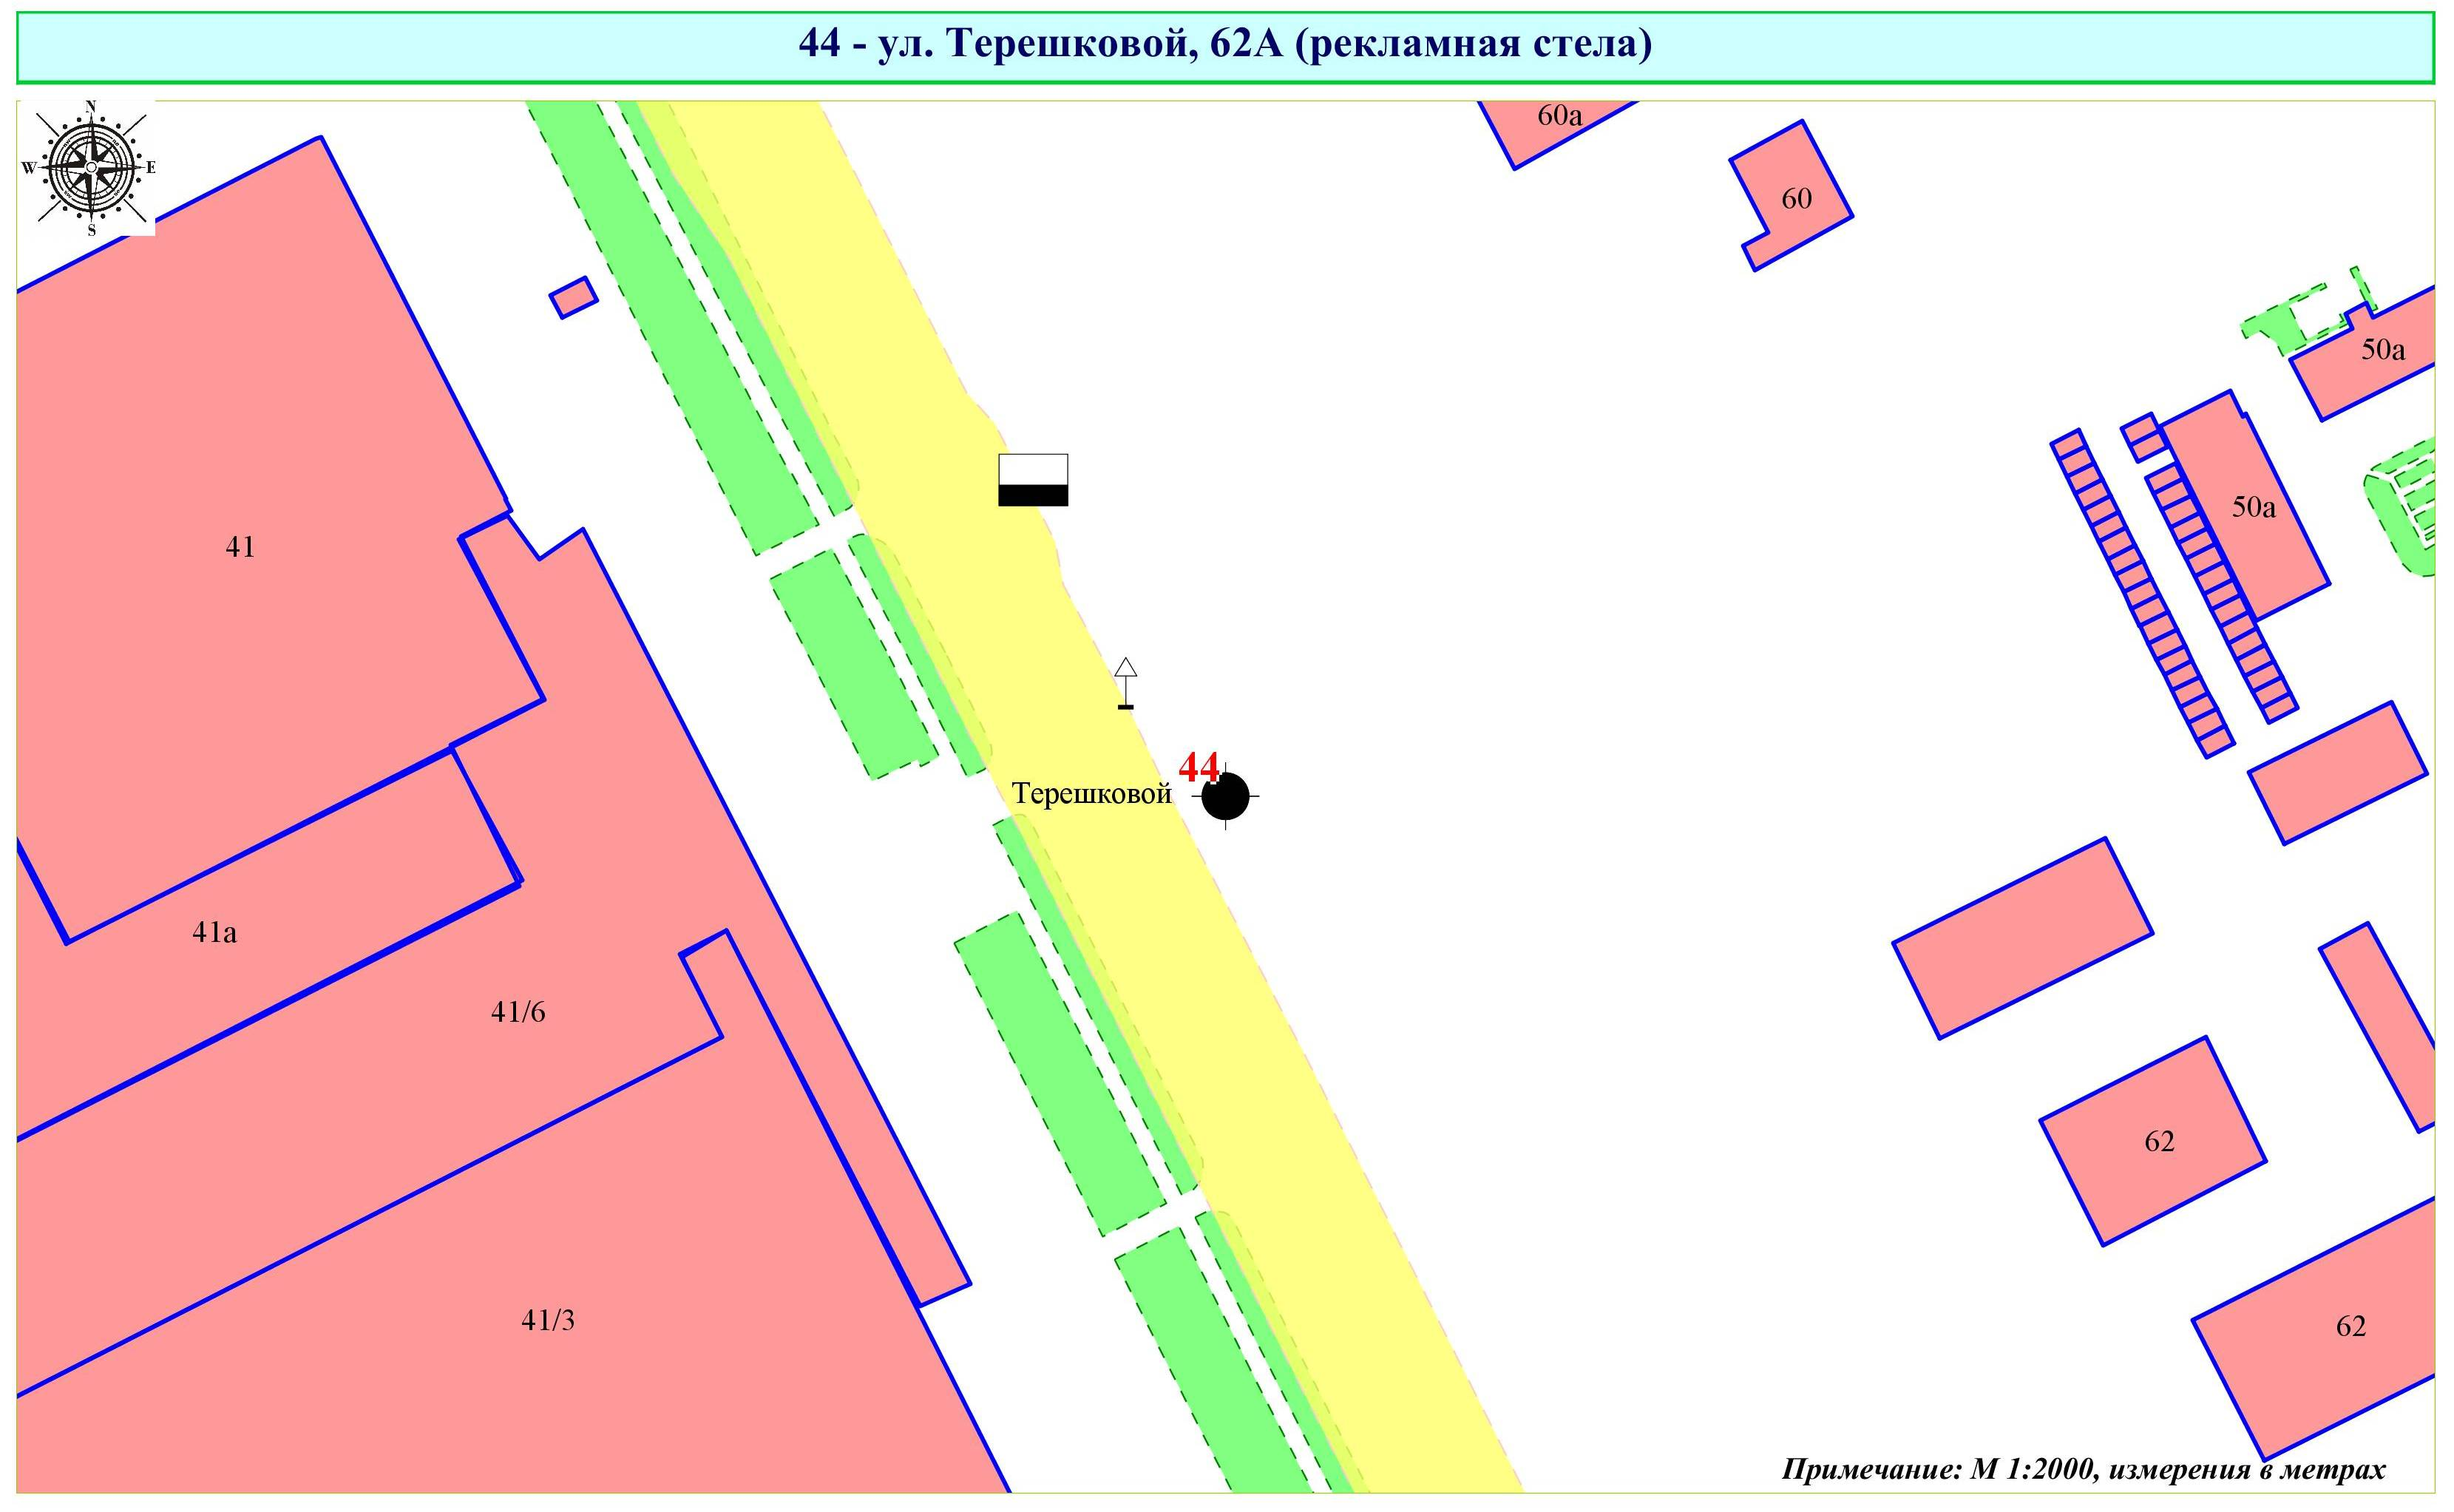 44 - ул. Терешковой, 62А (рекламная стела)
N
W E
S
60а
60
50а
50а
41
44
Терешковой
41а
41/6
62
41/3
62
Примечание: М 1:2000, измерения в метрах